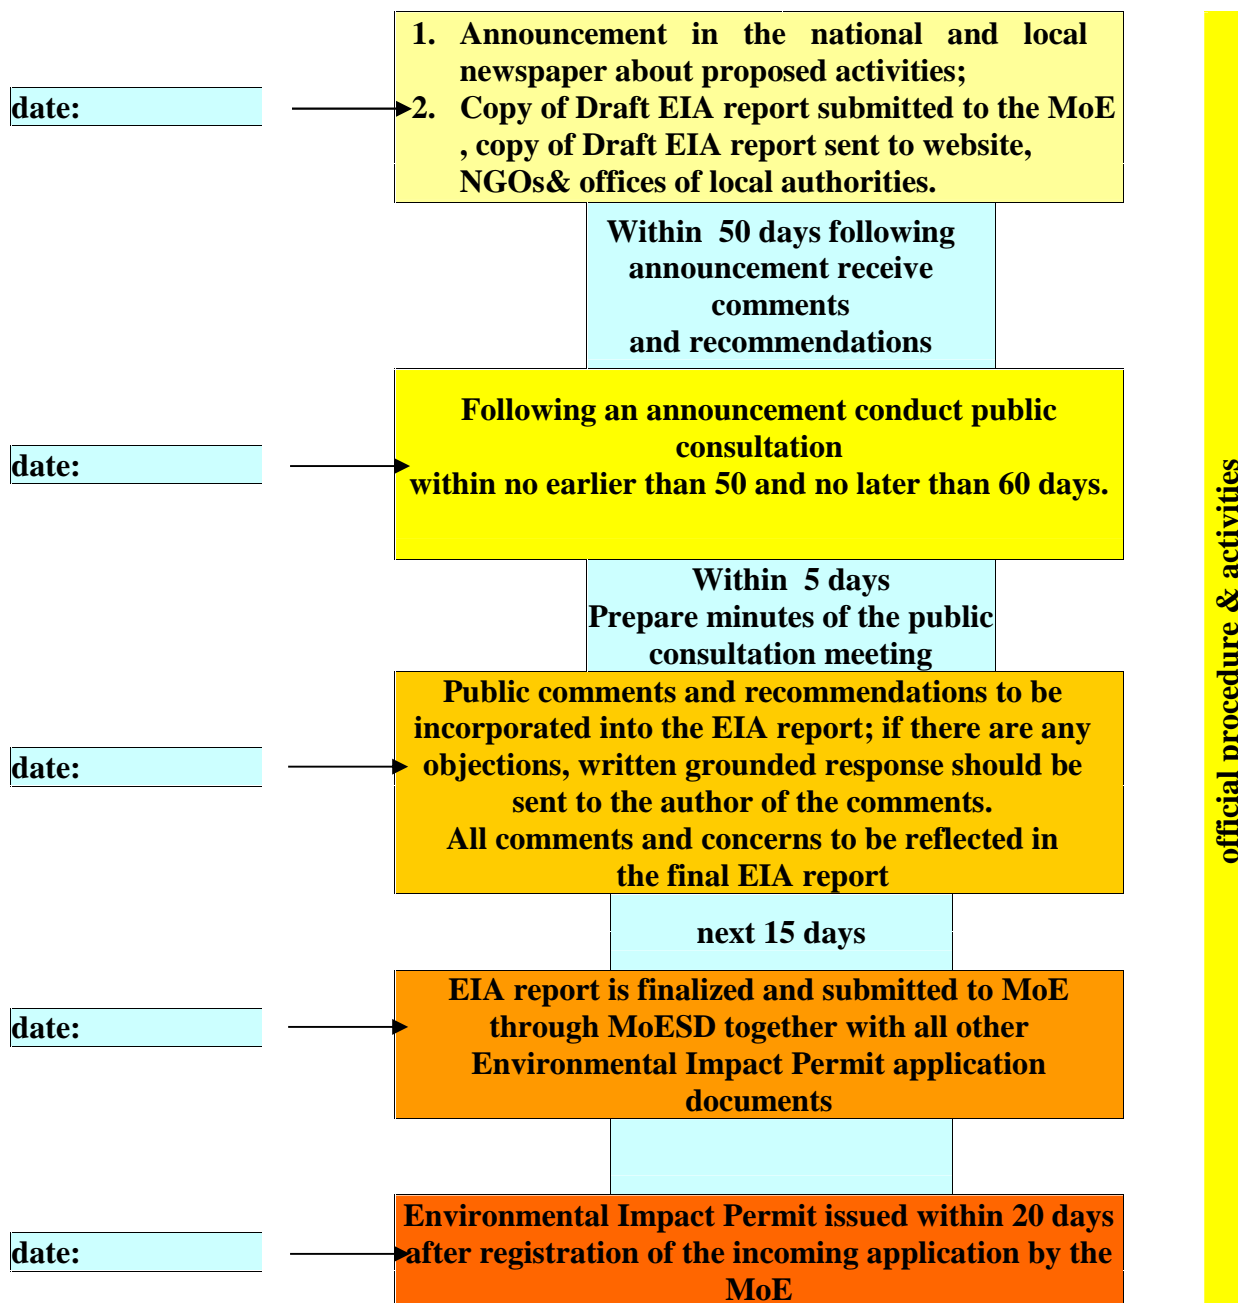 1. Announcement in the national and local
newspaper about proposed activities;
date:
2. Copy of Draft EIA report submitted to the MoE
, copy of Draft EIA report sent to website,
NGOs& offices of local authorities.
Within 50 days following
announcement receive
comments
and recommendations
Following an announcement conduct public
consultation
date:
within no earlier than 50 and no later than 60 days.
Within 5 days
Prepare minutes of the public
consultation meeting
Public comments and recommendations to be
incorporated into the EIA report; if there are any
date:
objections, written grounded response should be
sent to the author of the comments.
All comments and concerns to be reflected in
the final EIA report
next 15 days
EIA report is finalized and submitted to MoE
date:
through MoESD together with all other
Environmental Impact Permit application
documents
Environmental Impact Permit issued within 20 days
date:
after registration of the incoming application by the
MoE
official procedure & activities